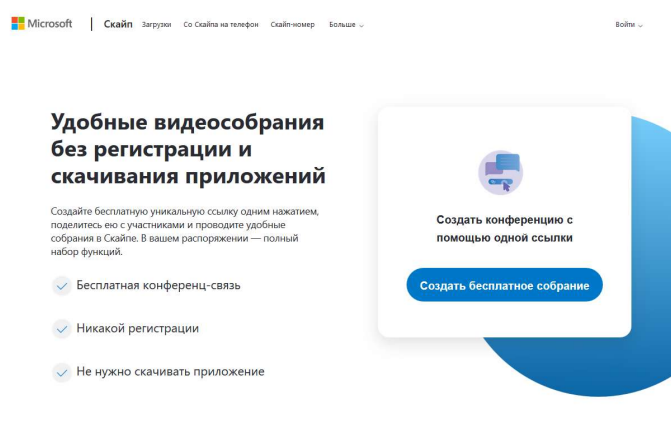 Microsoft Скайп Загрузки Со Скайпа на телефон Скайп-номер Больше Войти
Удобные видеособрания
без регистрации и
скачивания приложений
Создайте бесплатную уникальную ссылку одним нажатием,
поделитесь ею с участниками и проводите удобные
собрания в Скайпе. В вашем распоряжении — полный
набор функций.
Бесплатная конференц-связь
Никакой регистрации
Не нужно скачивать приложение
Создать конференцию с
помощью одной ссылки
Создать бесплатное собрание